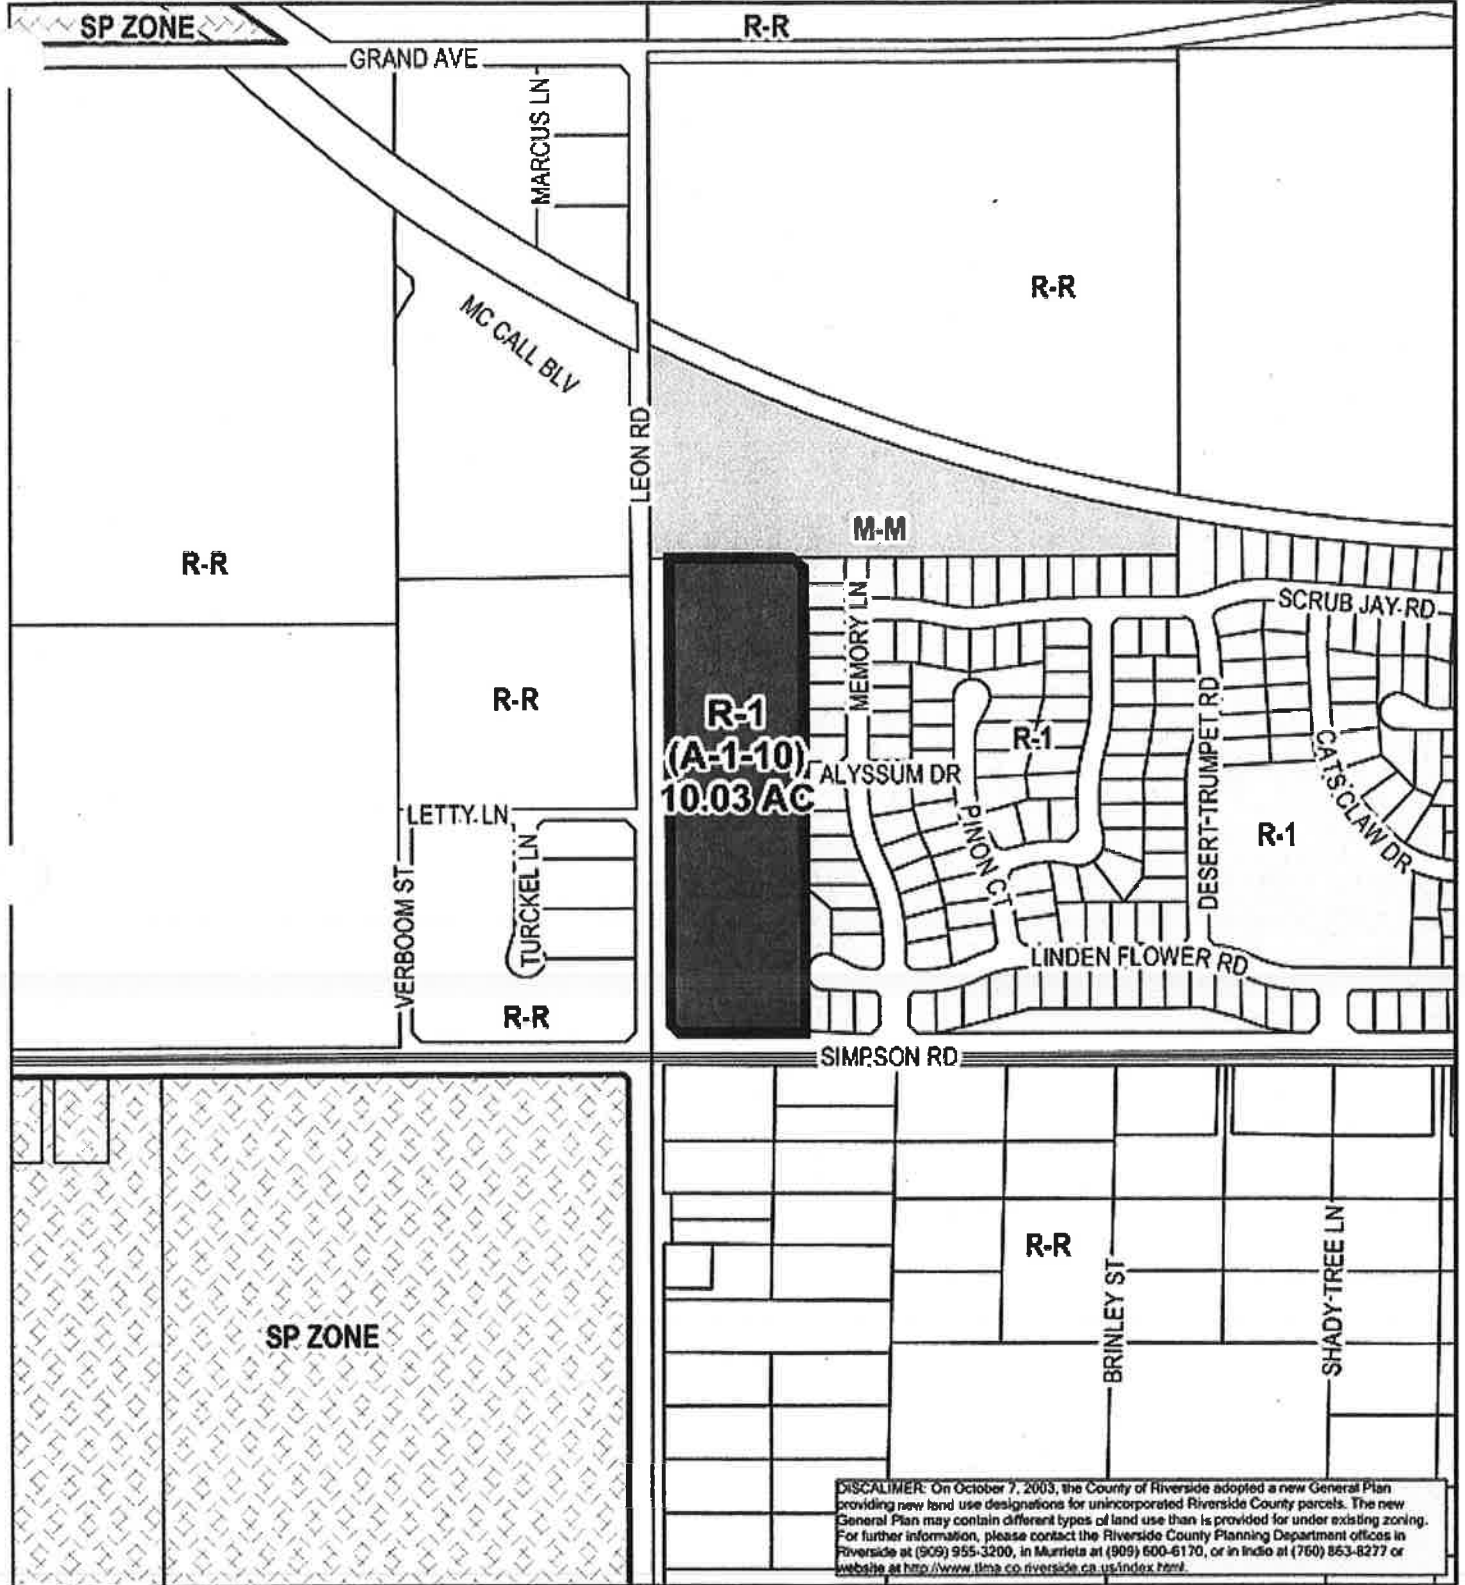 SP ZONE
R-R
GRAND AVE
MARCUS LN
R-R
MC CALL BLV
LEON RD
M-M
R-R
SCRUB JAY RD
MEMORY LN
R-R
R-1
(A-1-10)
10.03 AC
R-1
DESERT-TRUMPET RD
CATS CLAW DR
ALYSSUM DR
LETTY LN
PINON CT
R-1
TURCKEL LN
VERBOOM ST
LINDEN FLOWER RD
R-R
SIMPSON RD
R-R
BRINLEY ST
SHADY-TREE LN
SP ZONE
DISCALIMER: On October 7, 2003, the County of Riverside adopted a new General Plan
providing new land use designations for unincorporated Riverside County parcels. The new
General Plan may contain different types of land use than is provided for under existing zoning.
For further information, please contact the Riverside County Planning Department offices in
Riverside at (909) 955-3200, in Murrieta at (909) 600-6170, or in Indio at (760) 863-8277 or
website at http://www.tlma.co.riverside.ca.us/index.html.